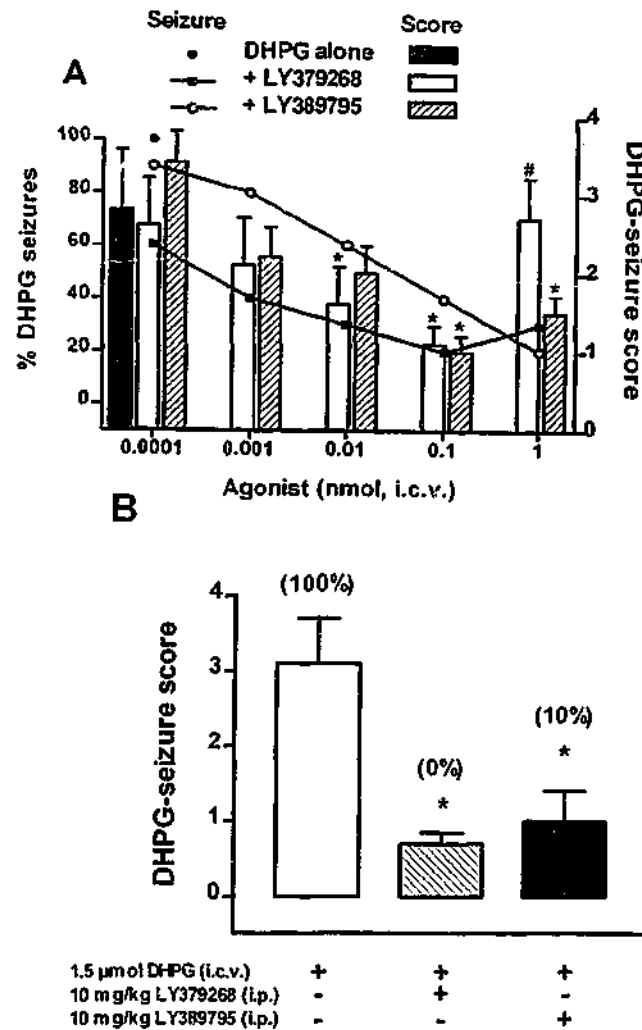 Seizure Score
DHPG alone
+ LY379268
+ LY389795
A
% DHPG seizures
100
80
60
40
20
0
DHPG-seizure score
4
3
2
1
0
*
*
*
#
*
0.0001 0.001 0.01 0.1 1
Agonist (nmol, i.c.v.)
B
DHPG-seizure score
4
3
2
1
0
(100%)
(0%)
*
(10%)
*
1.5 µmol DHPG (i.c.v.) + + +
10 mg/kg LY379268 (i.p.) - + -
10 mg/kg LY389795 (i.p.) - - +